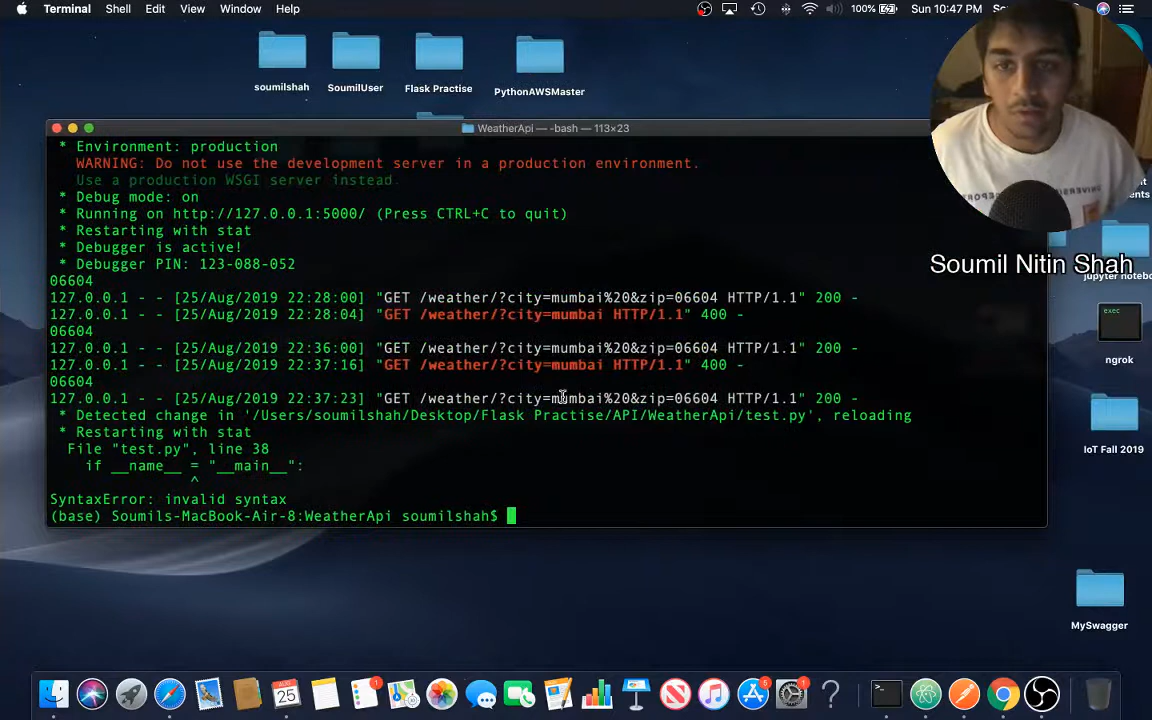 Terminal Shell Edit View Window Help 100% Sun 10:47 PM
soumilshah
SoumilUser
Flask Practise
PythonAWSMaster
WeatherApi — -bash — 113×23
* Environment: production
WARNING: Do not use the development server in a production environment.
Use a production WSGI server instead.
* Debug mode: on
* Running on http://127.0.0.1:5000/ (Press CTRL+C to quit)
* Restarting with stat
* Debugger is active!
* Debugger PIN: 123-088-052
06604
127.0.0.1 - - [25/Aug/2019 22:28:00] "GET /weather/?city=mumbai%20&zip=06604 HTTP/1.1" 200 -
127.0.0.1 - - [25/Aug/2019 22:28:04] "GET /weather/?city=mumbai HTTP/1.1" 400 -
06604
127.0.0.1 - - [25/Aug/2019 22:36:00] "GET /weather/?city=mumbai%20&zip=06604 HTTP/1.1" 200 -
127.0.0.1 - - [25/Aug/2019 22:37:16] "GET /weather/?city=mumbai HTTP/1.1" 400 -
06604
127.0.0.1 - - [25/Aug/2019 22:37:23] "GET /weather/?city=mumbai%20&zip=06604 HTTP/1.1" 200 -
* Detected change in '/Users/soumilshah/Desktop/Flask Practise/API/WeatherApi/test.py', reloading
* Restarting with stat
File "test.py", line 38
if __name__ = "__main__":
^
SyntaxError: invalid syntax
(base) Soumils-MacBook-Air-8:WeatherApi soumilshah$
Soumil Nitin Shah
exec
ngrok
IoT Fall 2019
MySwagger
AUG
25
1
5
1